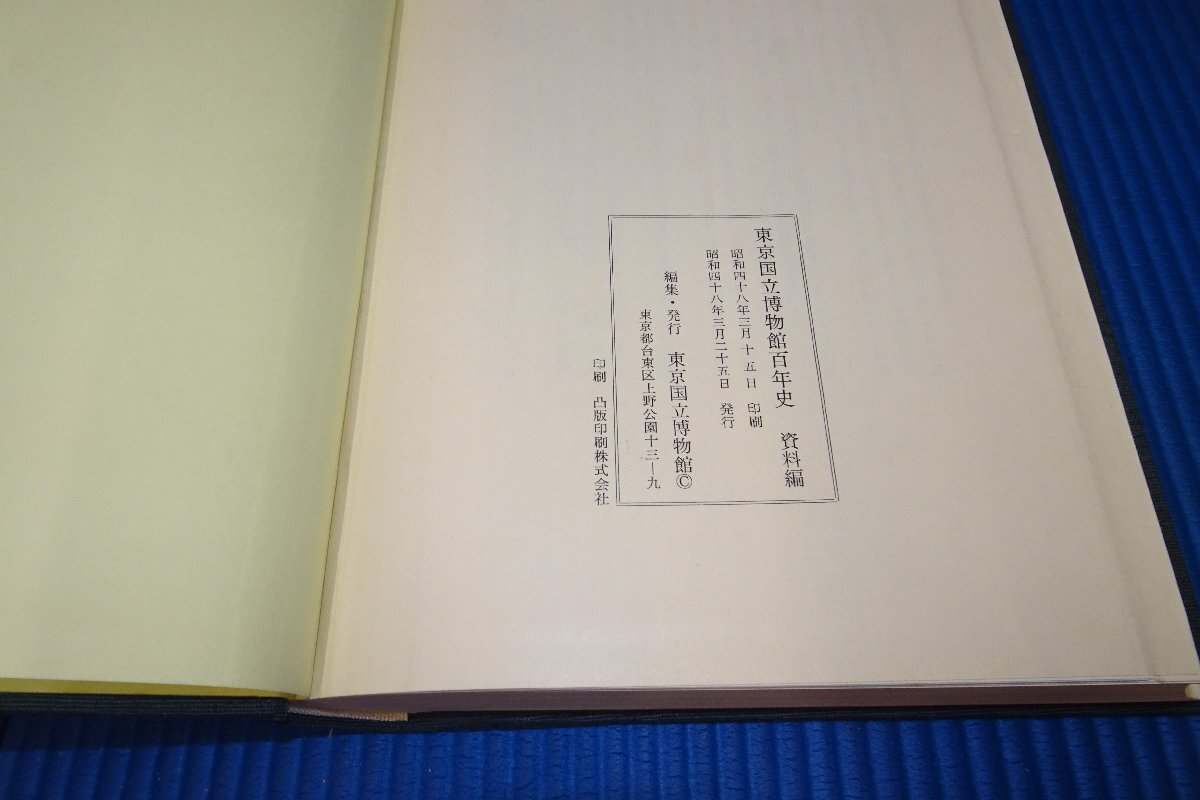 東京国立博物館百年史 資料編
昭和四十八年三月十五日 印刷
昭和四十八年三月二十五日 発行
編集・発行 東京国立博物館©
東京都台東区上野公園十三―九
印刷 凸版印刷株式会社